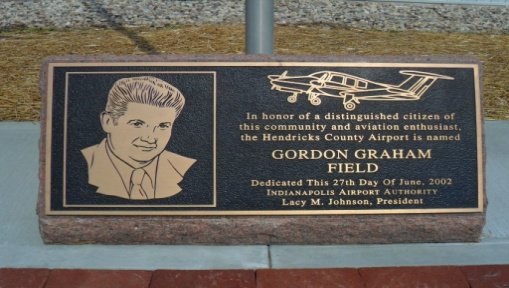 In honor of a distinguished citizen of
this community and aviation enthusiast,
the Hendricks County Airport is named
GORDON GRAHAM
FIELD
Dedicated This 27th Day Of June, 2002
INDIANAPOLIS AIRPORT AUTHORITY
Lacy M. Johnson, President